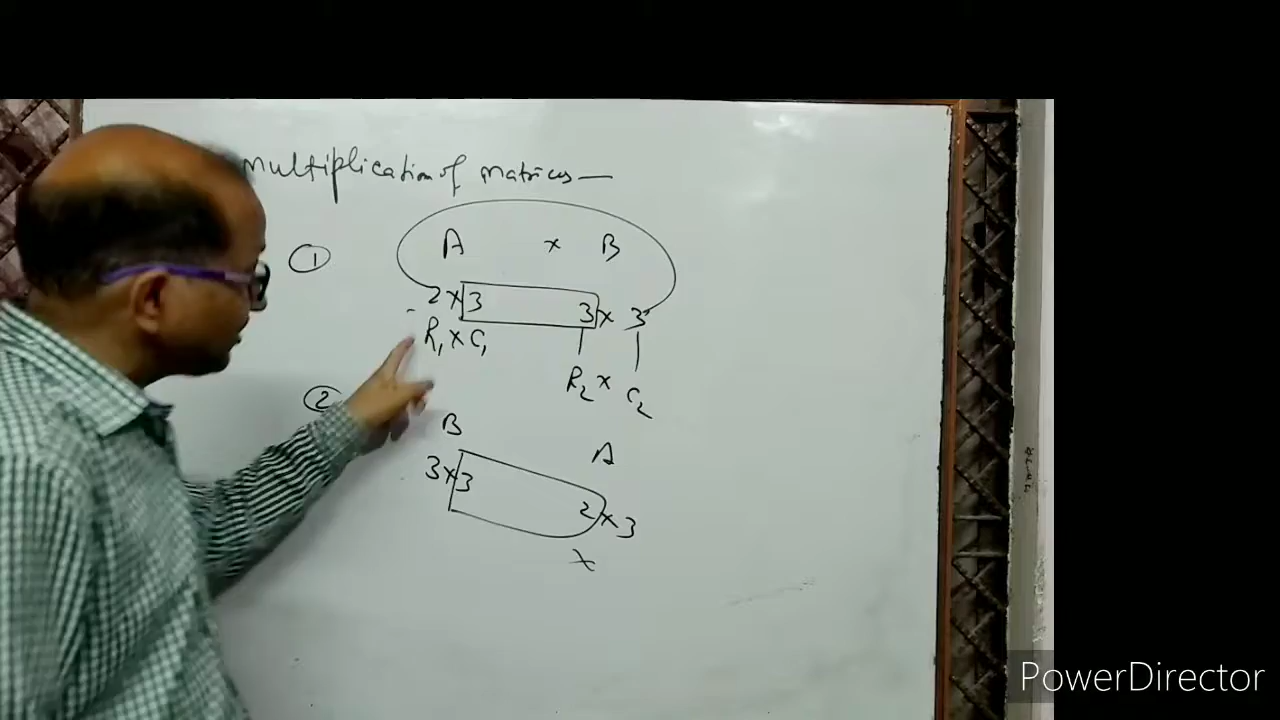 multiplication of matrices —
① A × B
2 × 3 3 × 3
R₁ × C₁
R₂ × C₂
②
B A
3 × 3 2 × 3
×
PowerDirector